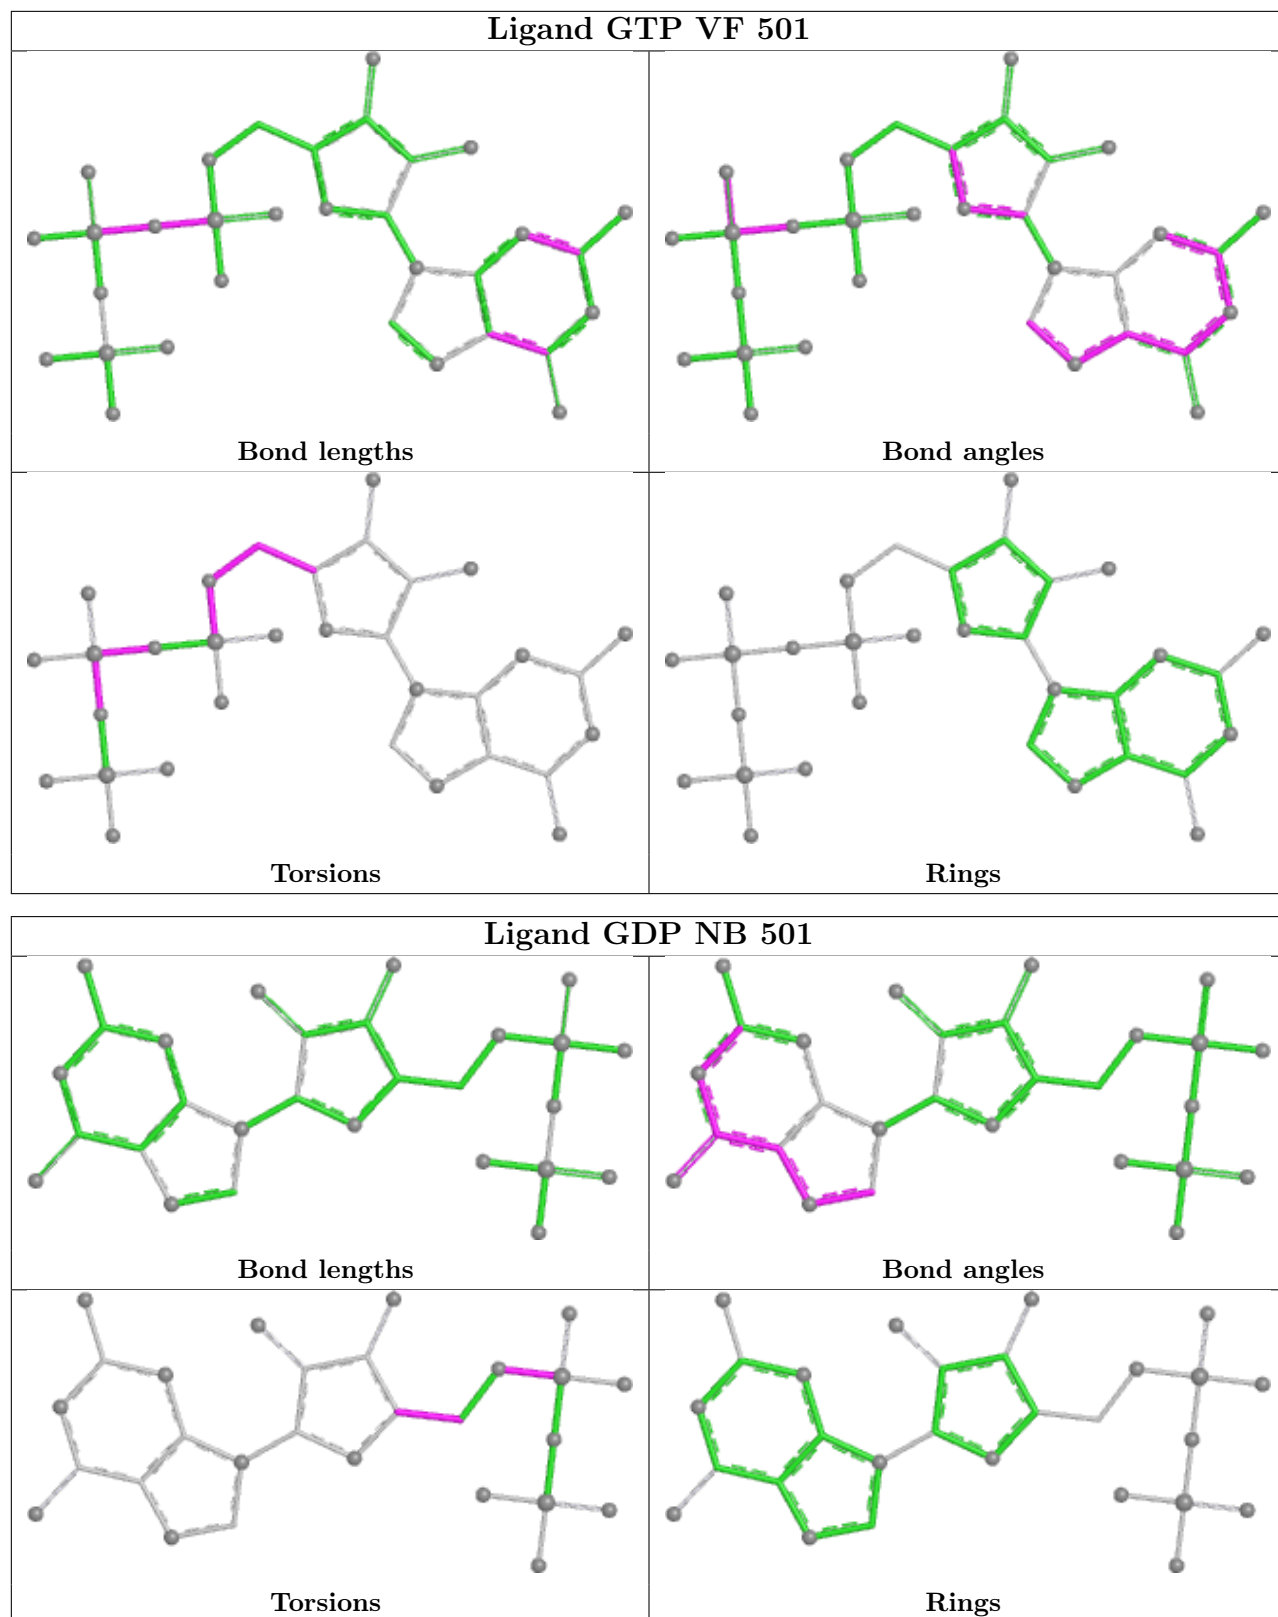 Ligand GTP VF 501
Bond lengths
Bond angles
Torsions
Rings
Ligand GDP NB 501
Bond lengths
Bond angles
Torsions
Rings